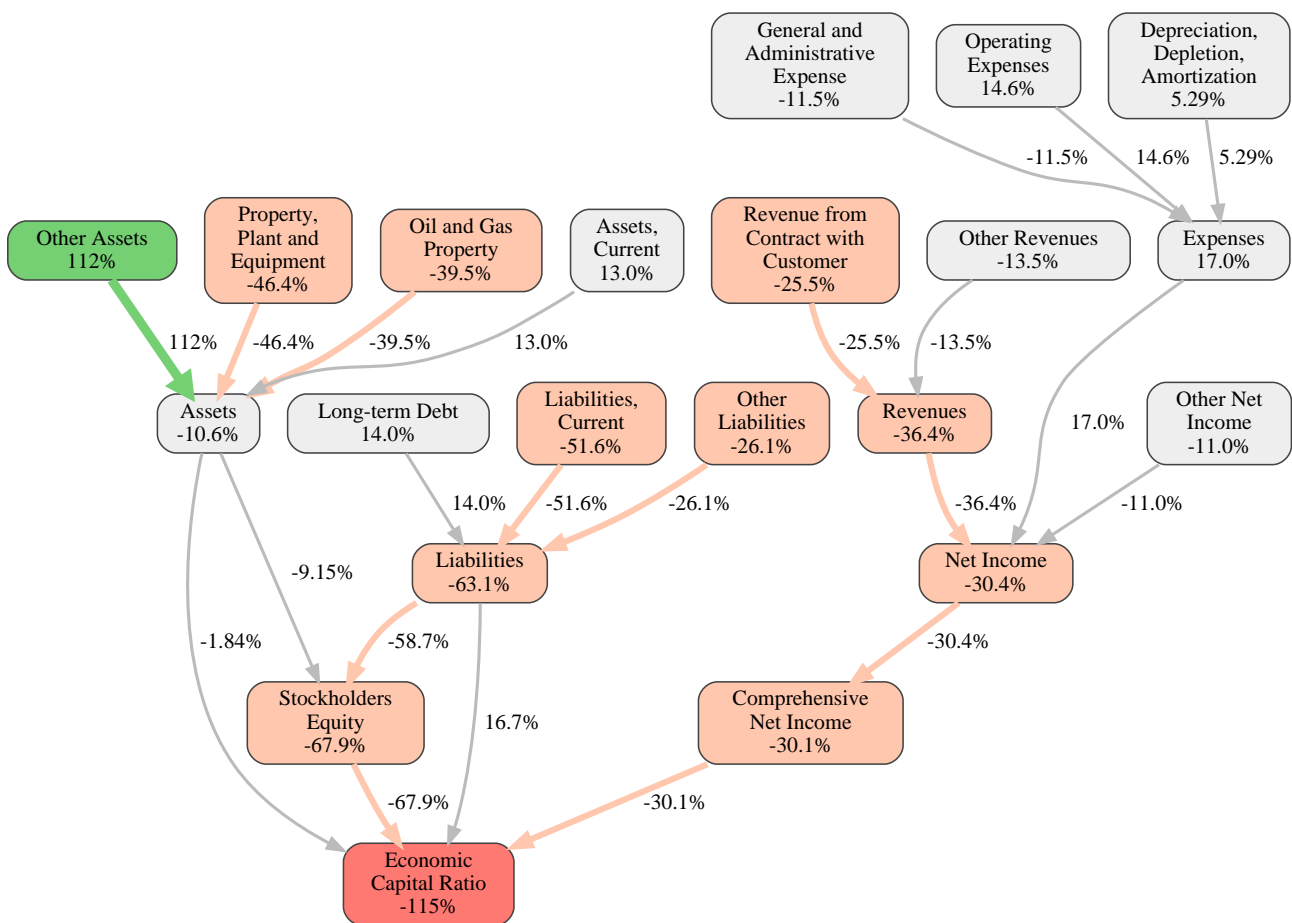 General and
Administrative
Expense
-11.5%
Operating
Expenses
14.6%
Depreciation,
Depletion,
Amortization
5.29%
-11.5%
14.6%
5.29%
Other Assets
112%
Property,
Plant and
Equipment
-46.4%
Oil and Gas
Property
-39.5%
Assets,
Current
13.0%
Revenue from
Contract with
Customer
-25.5%
Other Revenues
-13.5%
Expenses
17.0%
112%
-46.4%
-39.5%
13.0%
-25.5%
-13.5%
Assets
-10.6%
Long-term Debt
14.0%
Liabilities,
Current
-51.6%
Other
Liabilities
-26.1%
Revenues
-36.4%
17.0%
Other Net
Income
-11.0%
14.0%
-51.6%
-26.1%
-36.4%
-11.0%
-9.15%
Liabilities
-63.1%
Net Income
-30.4%
-1.84%
-58.7%
-30.4%
Stockholders
Equity
-67.9%
16.7%
Comprehensive
Net Income
-30.1%
-67.9%
-30.1%
Economic
Capital Ratio
-115%